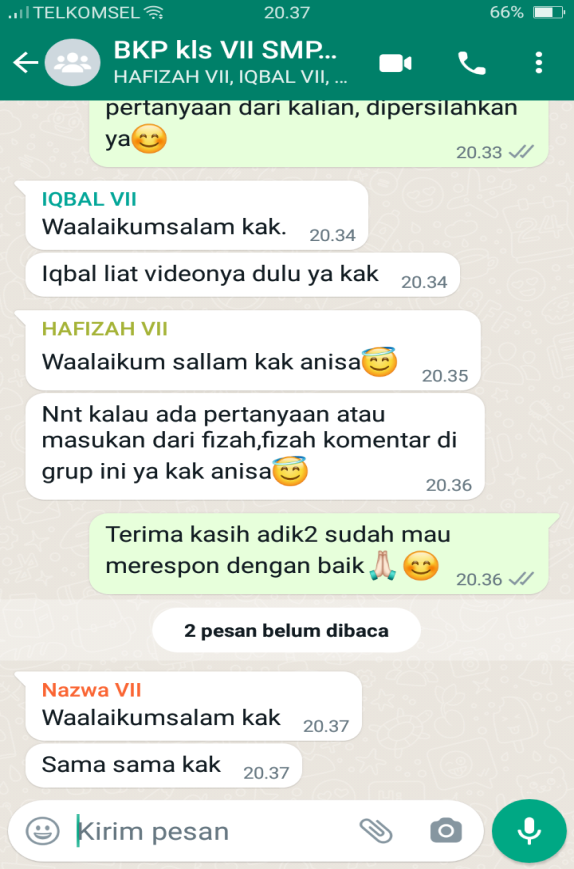 TELKOMSEL 20.37 66%
BKP kls VII SMP...
HAFIZAH VII, IQBAL VII, ...
pertanyaan dari kalian, dipersilahkan
ya😊 20.33
IQBAL VII
Waalaikumsalam kak. 20.34
Iqbal liat videonya dulu ya kak 20.34
HAFIZAH VII
Waalaikum sallam kak anisa😇 20.35
Nnt kalau ada pertanyaan atau
masukan dari fizah,fizah komentar di
grup ini ya kak anisa😇 20.36
Terima kasih adik2 sudah mau
merespon dengan baik🙏🏻😊 20.36
2 pesan belum dibaca
Nazwa VII
Waalaikumsalam kak 20.37
Sama sama kak 20.37
Kirim pesan